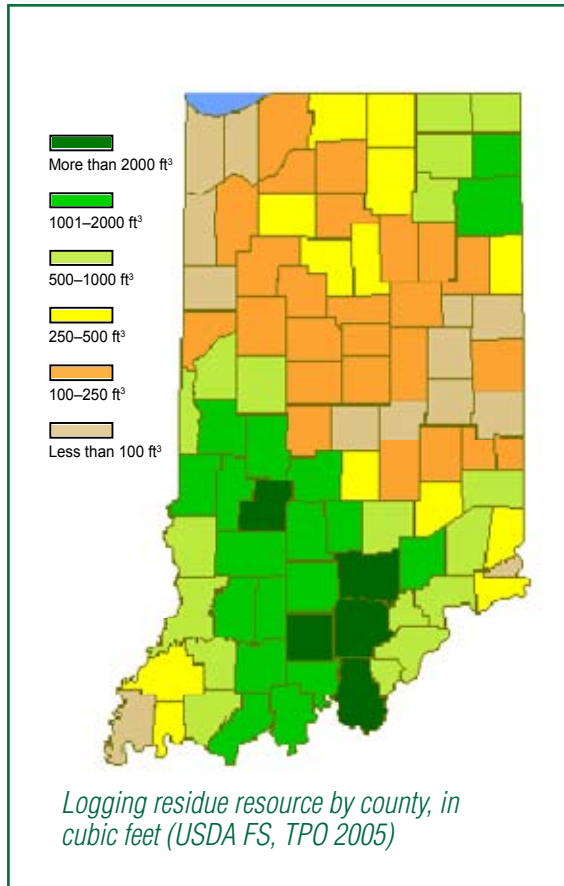 More than 2000 ft³
1001–2000 ft³
500–1000 ft³
250–500 ft³
100–250 ft³
Less than 100 ft³
Logging residue resource by county, in
cubic feet (USDA FS, TPO 2005)